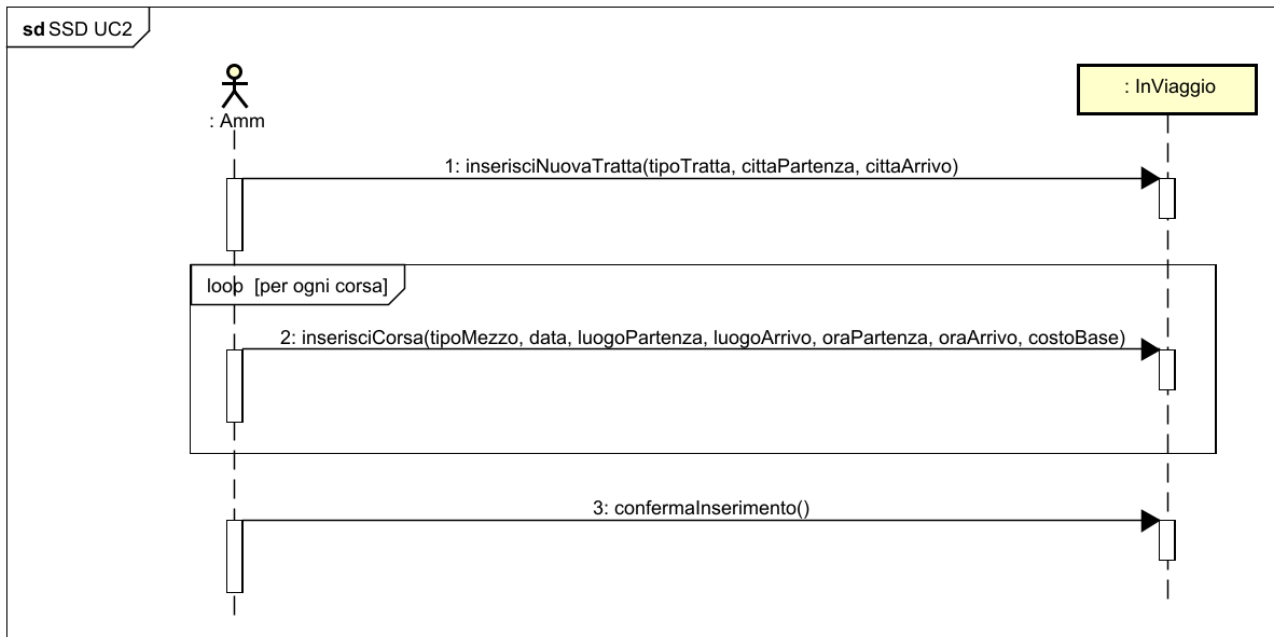 sd SSD UC2
: Amm
: InViaggio
1: inserisciNuovaTratta(tipoTratta, cittaPartenza, cittaArrivo)
loop [per ogni corsa]
2: inserisciCorsa(tipoMezzo, data, luogoPartenza, luogoArrivo, oraPartenza, oraArrivo, costoBase)
3: confermaInserimento()